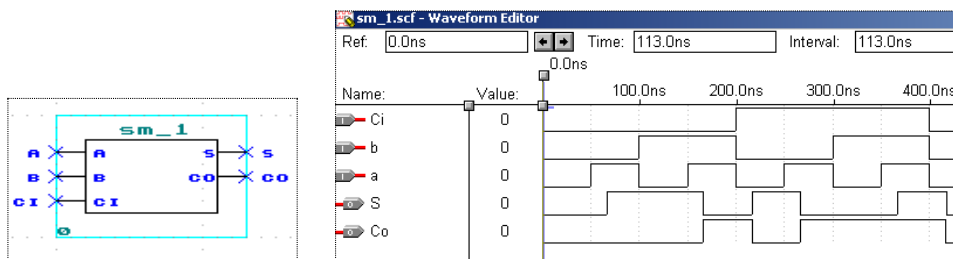 sm_1.scf - Waveform Editor
Ref: 0.0ns Time: 113.0ns Interval: 113.0ns
0.0ns
Name: Value: 100.0ns 200.0ns 300.0ns 400.0ns
Ci 0
b 0
a 0
S 0
Co 0
sm_1
A A S S
B B CO CO
CI CI
0